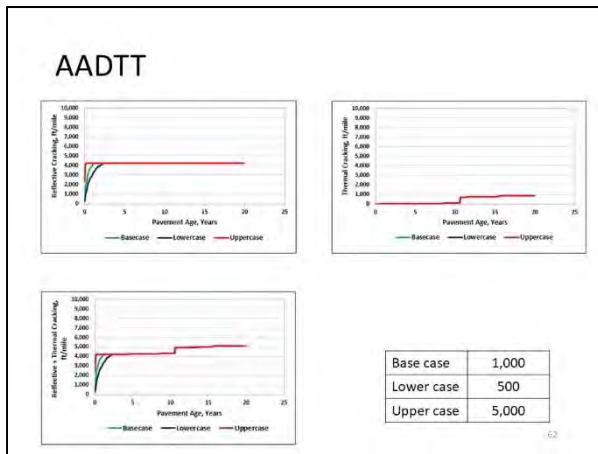 AADTT
Reflective Cracking, ft/mile
10,000
9,000
8,000
7,000
6,000
5,000
4,000
3,000
2,000
1,000
0
0 5 10 15 20 25
Pavement Age, Years
Basecase Lowercase Uppercase
Thermal Cracking, ft/mile
10,000
9,000
8,000
7,000
6,000
5,000
4,000
3,000
2,000
1,000
0
0 5 10 15 20 25
Pavement Age, Years
Basecase Lowercase Uppercase
Reflective + Thermal Cracking,
ft/mile
10,000
9,000
8,000
7,000
6,000
5,000
4,000
3,000
2,000
1,000
0
0 5 10 15 20 25
Pavement Age, Years
Basecase Lowercase Uppercase
Base case 1,000
Lower case 500
Upper case 5,000
62